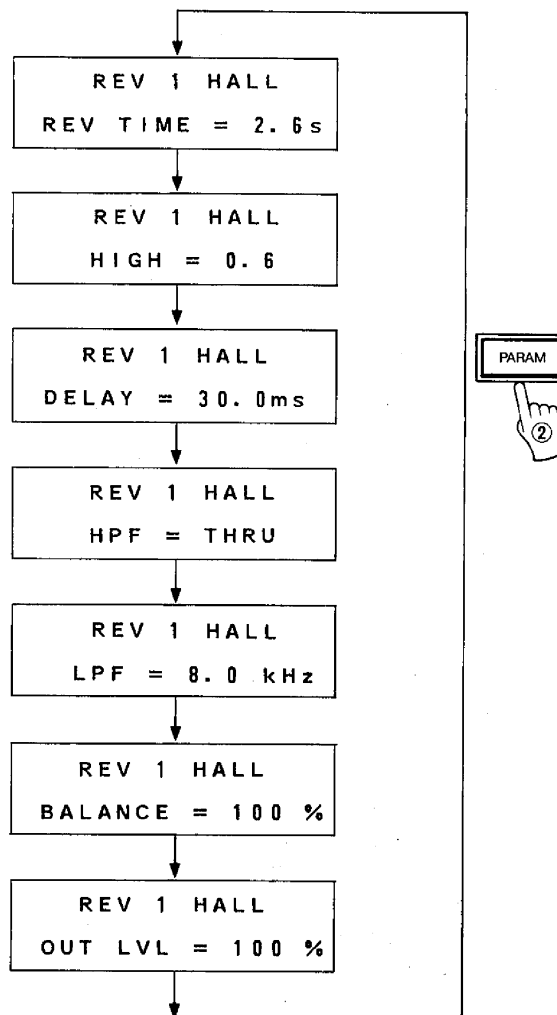 REV 1 HALL
REV TIME = 2.6s
REV 1 HALL
HIGH = 0.6
REV 1 HALL
DELAY = 30.0ms
PARAM
②
REV 1 HALL
HPF = THRU
REV 1 HALL
LPF = 8.0 kHz
REV 1 HALL
BALANCE = 100 %
REV 1 HALL
OUT LVL = 100 %